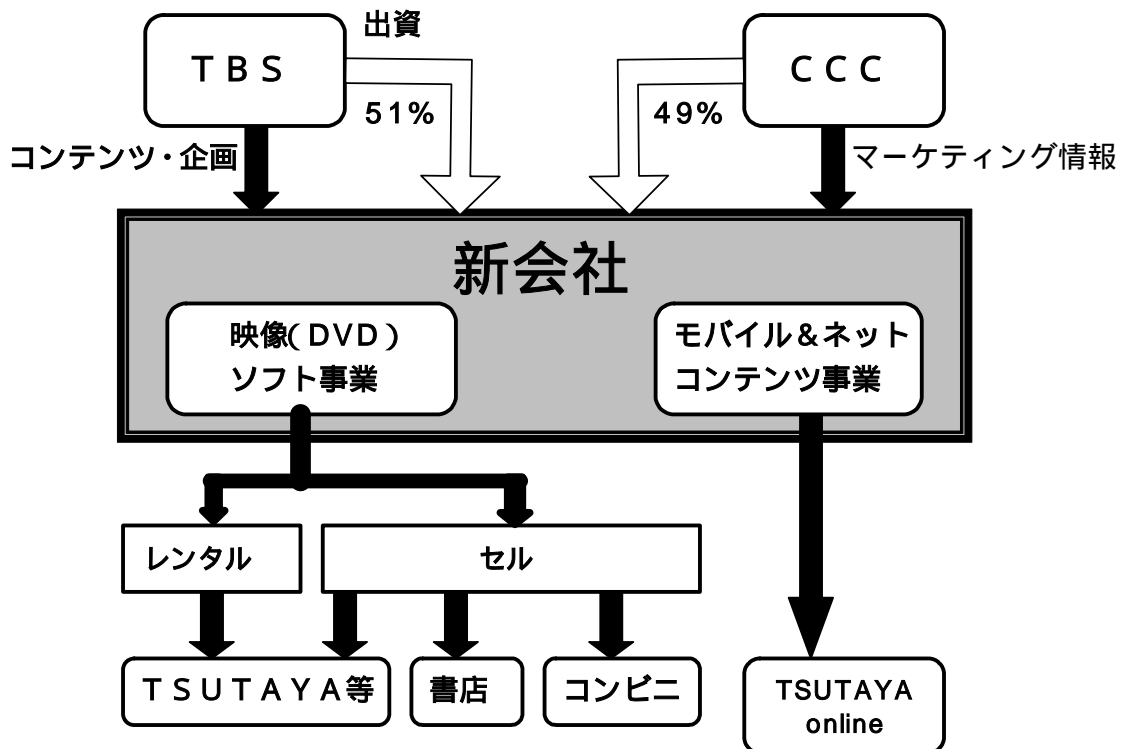 出資
ＴＢＳ
ＣＣＣ
51%
49%
コンテンツ・企画
マーケティング情報
新会社
映像(DVD)
ソフト事業
モバイル＆ネット
コンテンツ事業
レンタル
セル
ＴＳＵＴＡＹＡ等
書店
コンビニ
TSUTAYA
online